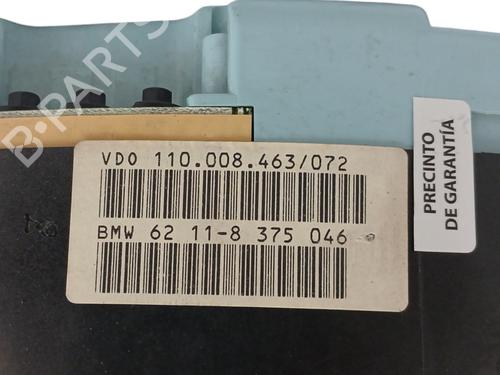 B-PARTS
VDO 110.008.463/072
BMW 62 11-8 375 046
PRECINTO
DE GARANTÍA